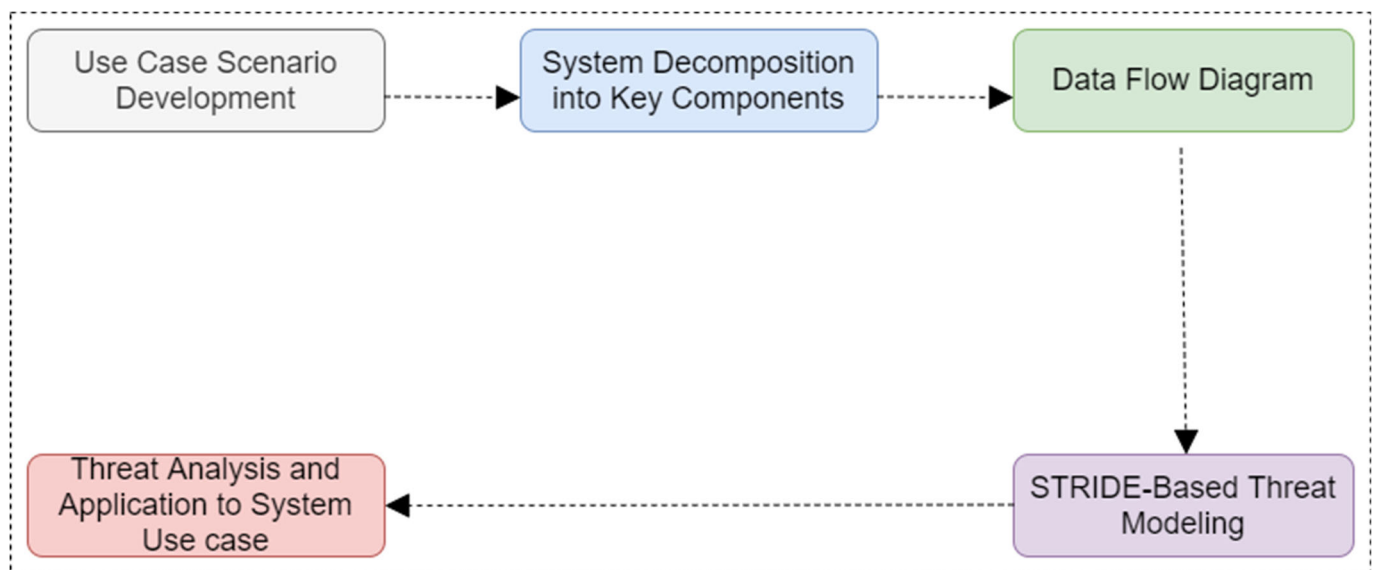 Use Case Scenario
Development
System Decomposition
into Key Components
Data Flow Diagram
STRIDE-Based Threat
Modeling
Threat Analysis and
Application to System
Use case